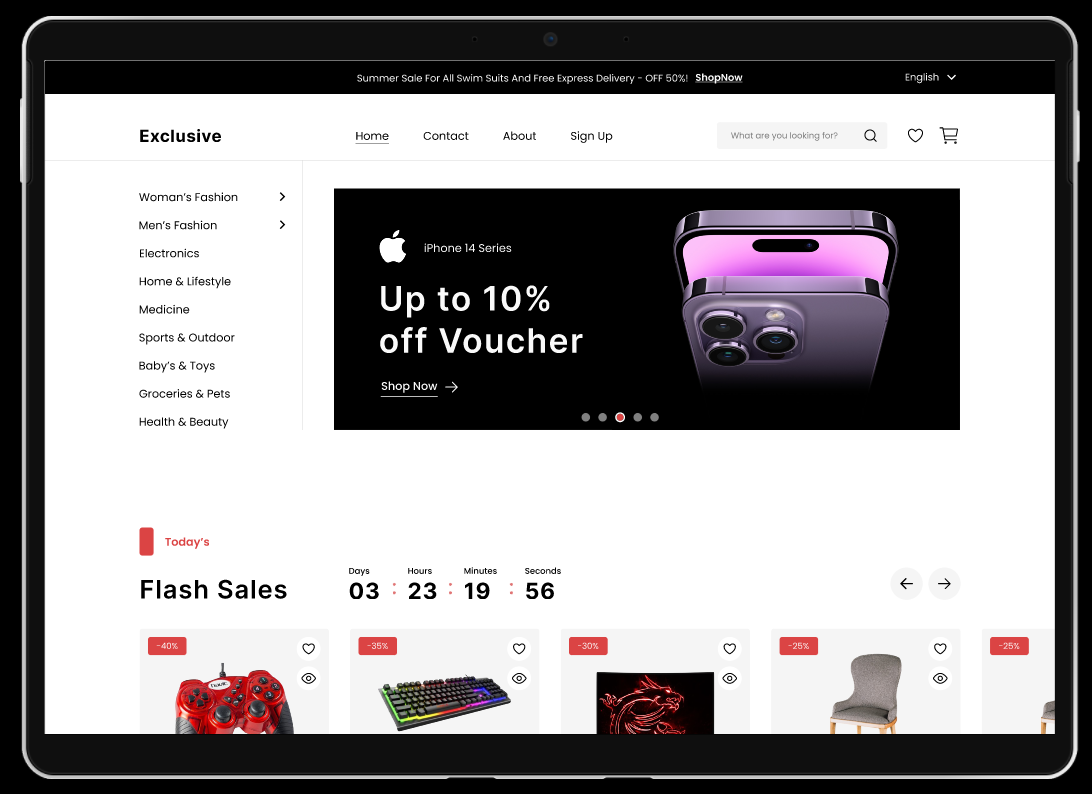 Summer Sale For All Swim Suits And Free Express Delivery - OFF 50%! ShopNow
English
Exclusive
Home
Contact
About
Sign Up
What are you looking for?
Woman's Fashion
Men's Fashion
Electronics
Home & Lifestyle
Medicine
Sports & Outdoor
Baby's & Toys
Groceries & Pets
Health & Beauty
iPhone 14 Series
Up to 10%
off Voucher
Shop Now
Today's
Flash Sales
Days
Hours
Minutes
Seconds
03 : 23 : 19 : 56
-40%
-35%
-30%
-25%
-25%